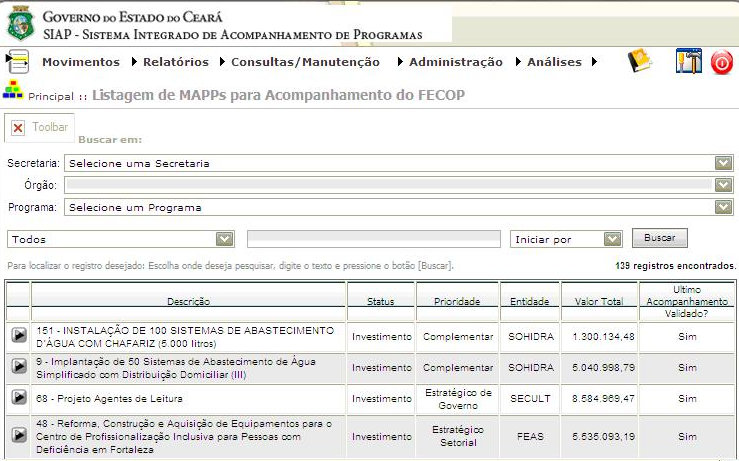 GOVERNO DO ESTADO DO CEARÁ
SIAP - SISTEMA INTEGRADO DE ACOMPANHAMENTO DE PROGRAMAS
Movimentos Relatórios Consultas/Manutenção Administração Análises
Principal :: Listagem de MAPPs para Acompanhamento do FECOP
Toolbar
Buscar em:
Secretaria: Selecione uma Secretaria
Órgão:
Programa: Selecione um Programa
Todos Iniciar por Buscar
Para localizar o registro desejado: Escolha onde deseja pesquisar, digite o texto e pressione o botão [Buscar]. 139 registros encontrados.
Descrição Status Prioridade Entidade Valor Total Ultimo Acompanhamento Validado?
151 - INSTALAÇÃO DE 100 SISTEMAS DE ABASTECIMENTO
D'ÁGUA COM CHAFARIZ (5.000 litros) Investimento Complementar SOHIDRA 1.300.134,48 Sim
9 - Implantação de 50 Sistemas de Abastecimento de Água
Simplificado com Distribuição Domiciliar (III) Investimento Complementar SOHIDRA 5.040.998,79 Sim
68 - Projeto Agentes de Leitura Investimento Estratégico de Governo SECULT 8.584.969,47 Sim
48 - Reforma, Construção e Aquisição de Equipamentos para o
Centro de Profissionalização Inclusiva para Pessoas com
Deficiência em Fortaleza Investimento Estratégico Setorial FEAS 5.535.093,19 Sim